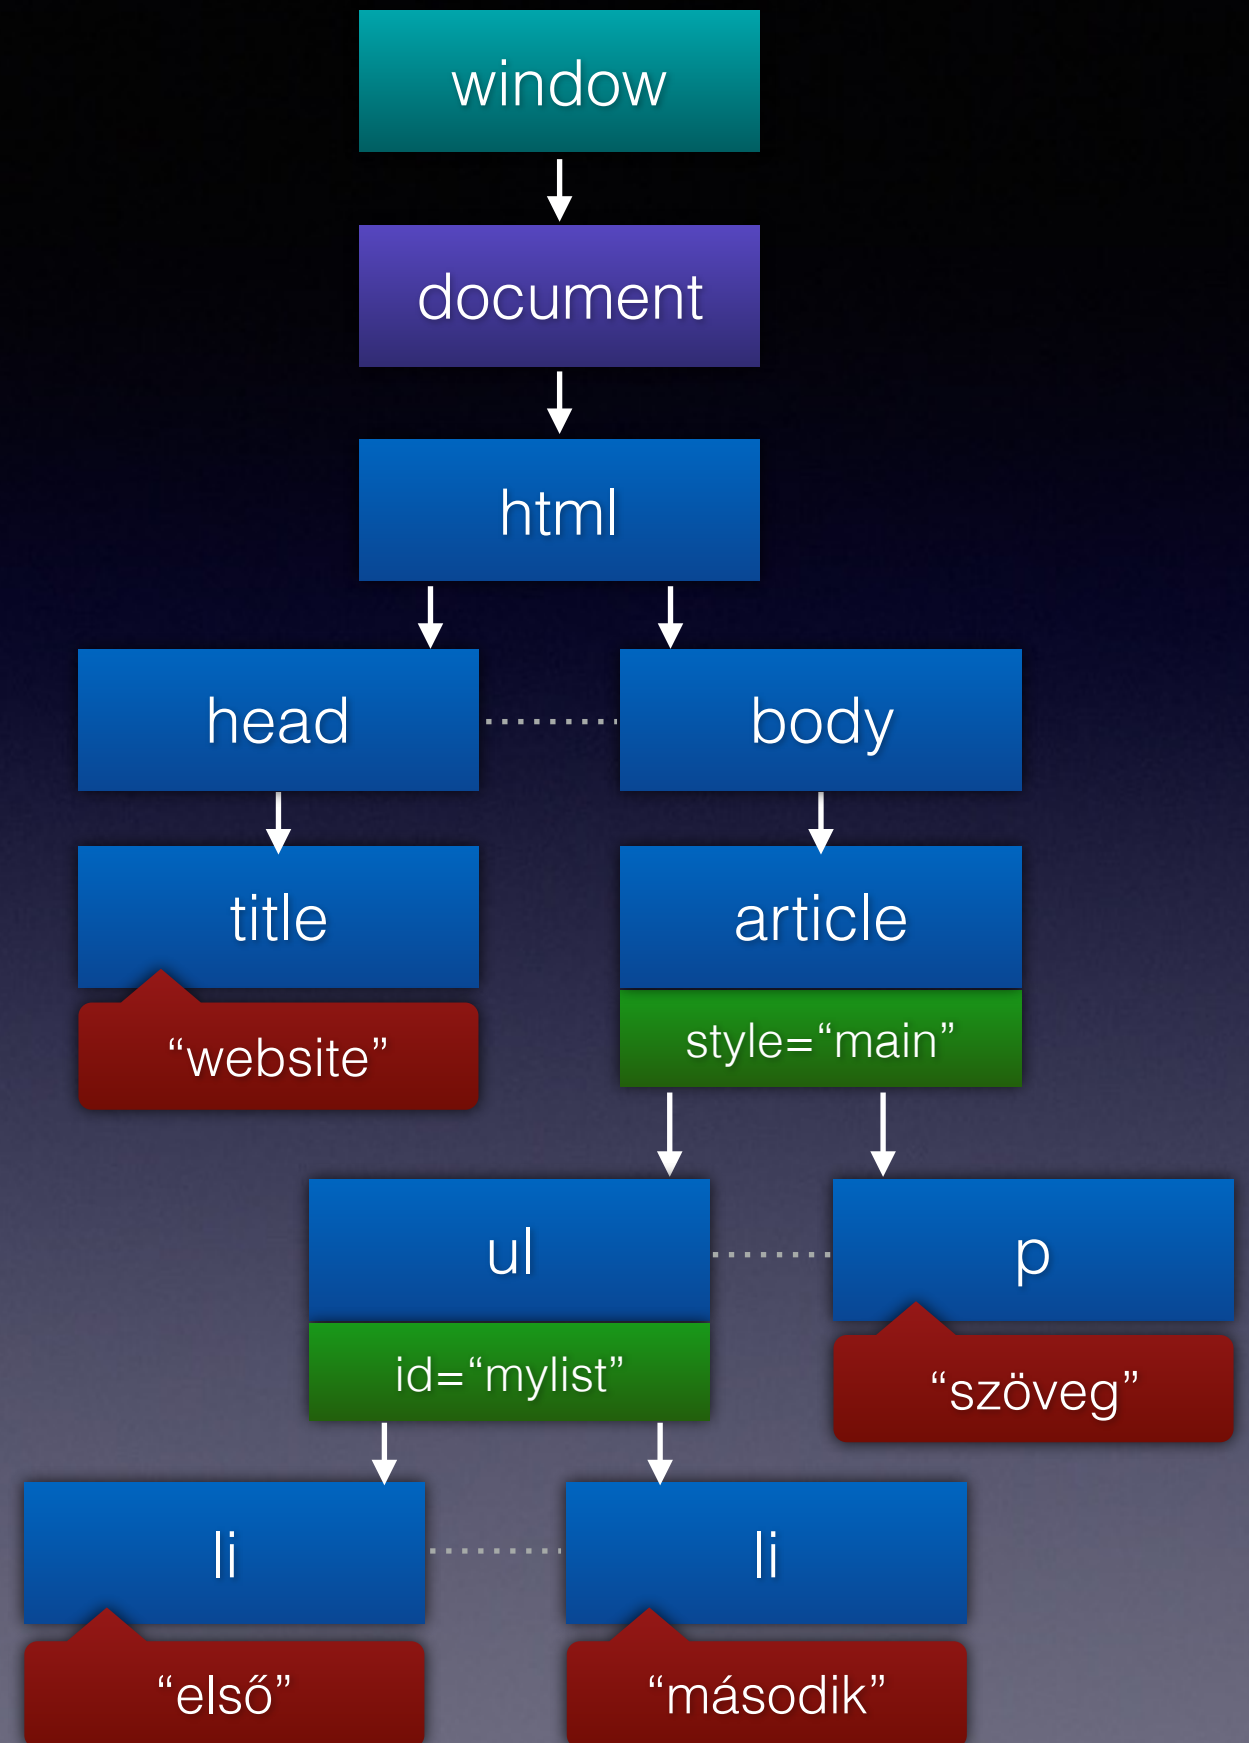 window
document
html
head
body
title
article
“website”
style=“main”
ul
p
id=“mylist”
“szöveg”
li
li
“első”
“második”